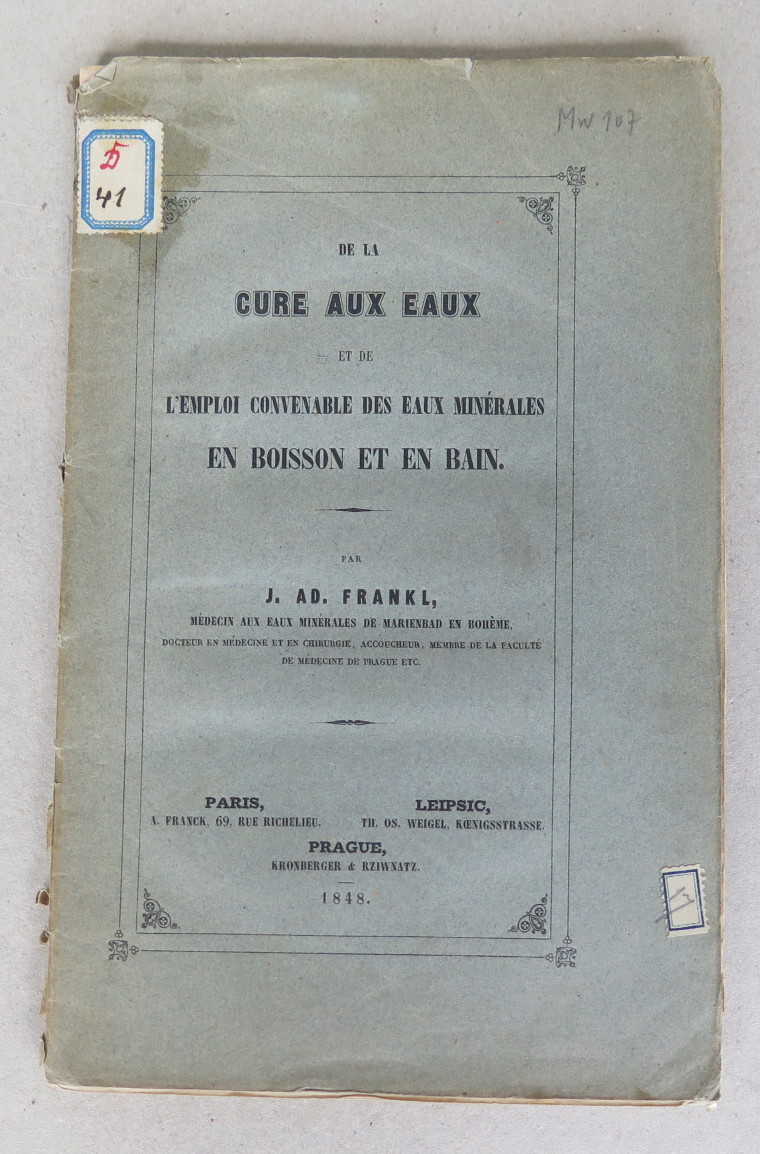 Mw 107
41
DE LA
CURE AUX EAUX
ET DE
L'EMPLOI CONVENABLE DES EAUX MINÉRALES
EN BOISSON ET EN BAIN.
PAR
J. AD. FRANKL,
MÉDECIN AUX EAUX MINÉRALES DE MARIENBAD EN BOHÊME,
DOCTEUR EN MÉDECINE ET EN CHIRURGIE, ACCOUCHEUR, MEMBRE DE LA FACULTÉ
DE MÉDECINE DE PRAGUE ETC.
PARIS,
A. FRANCK, 69, RUE RICHELIEU.
LEIPSIC,
TH. OS. WEIGEL, KŒNIGSSTRASSE.
PRAGUE,
KRONBERGER & RZIWNATZ.
1848.